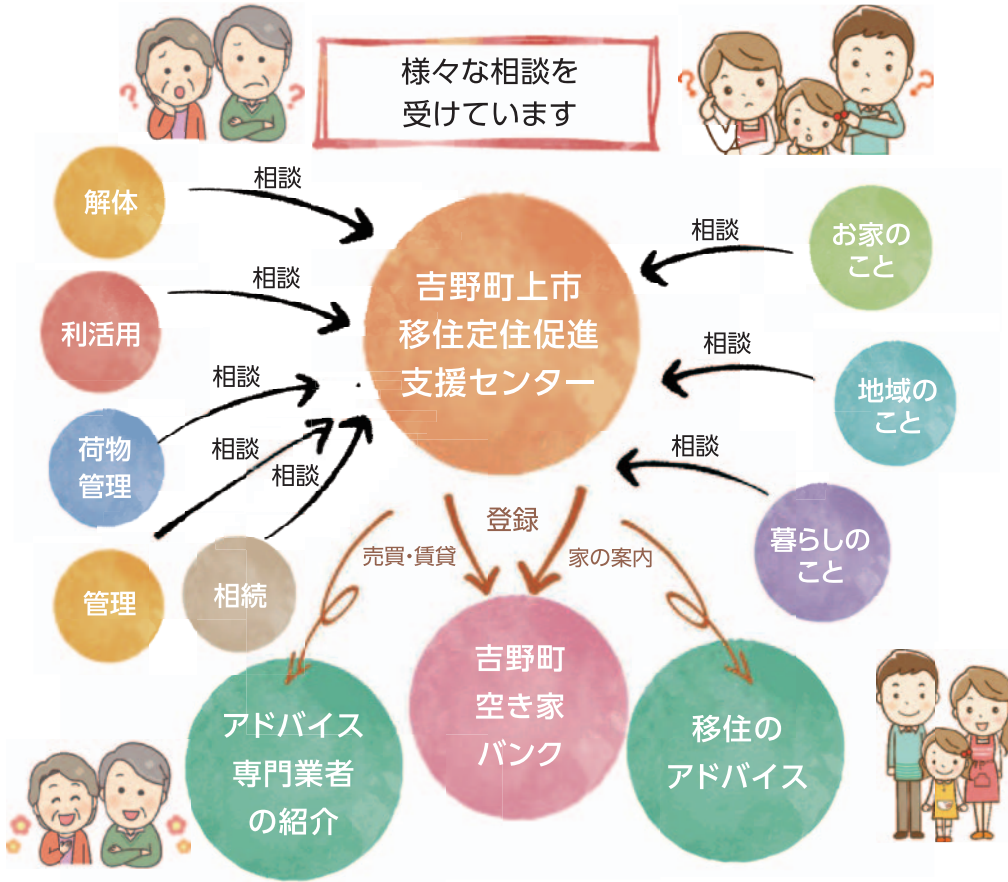 様々な相談を
受けています
解体
相談
利活用
相談
荷物
管理
相談
管理
相談
相続
相談
吉野町上市
移住定住促進
支援センター
相談
お家の
こと
相談
地域の
こと
相談
暮らしの
こと
登録
売買・賃貸
家の案内
アドバイス
専門業者
の紹介
吉野町
空き家
バンク
移住の
アドバイス